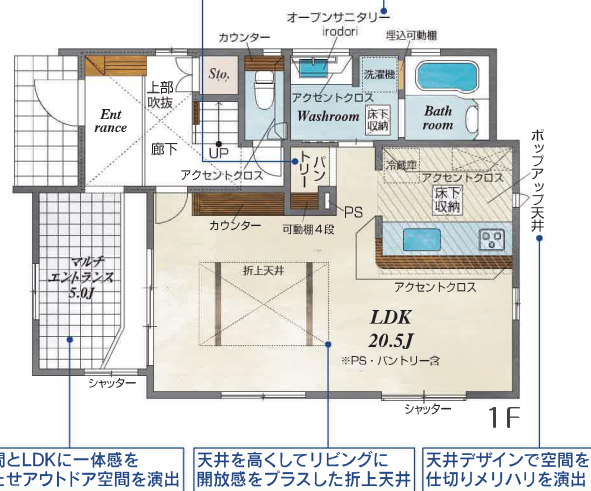 オープンサニタリー
irodori
カウンター
埋込可動棚
Sto.
洗濯機
上部
吹抜
Ent
rance
アクセントクロス
Washroom
床下
収納
Bath
room
UP
廊下
アクセントクロス
パン
トリー
冷蔵庫
アクセントクロス
床下
収納
ポップアップ天井
PS
カウンター
可動棚4段
マルチ
エントランス
5.0J
折上天井
アクセントクロス
LDK
20.5J
※PS・パントリー含
シャッター
シャッター
1F
間とLDKに一体感を
たせアウトドア空間を演出
天井を高くしてリビングに
開放感をプラスした折上天井
天井デザインで空間を
仕切りメリハリを演出